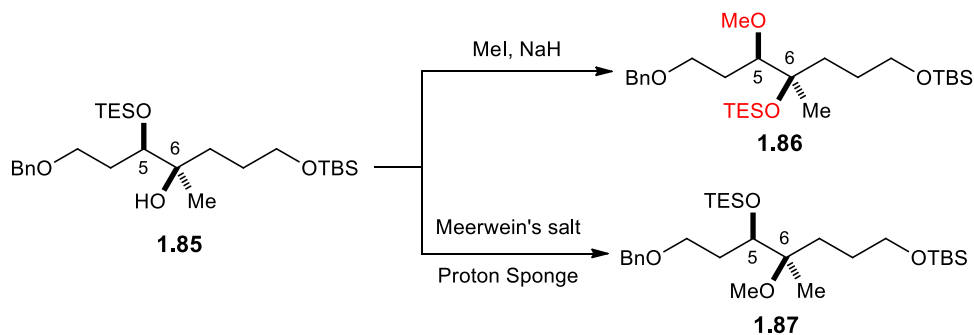 MeO
MeI, NaH
6
BnO
5
OTBS
TESO
Me
1.86
TESO
6
BnO
5
OTBS
HO
Me
1.85
Meerwein's salt
Proton Sponge
TESO
6
BnO
5
OTBS
MeO
Me
1.87